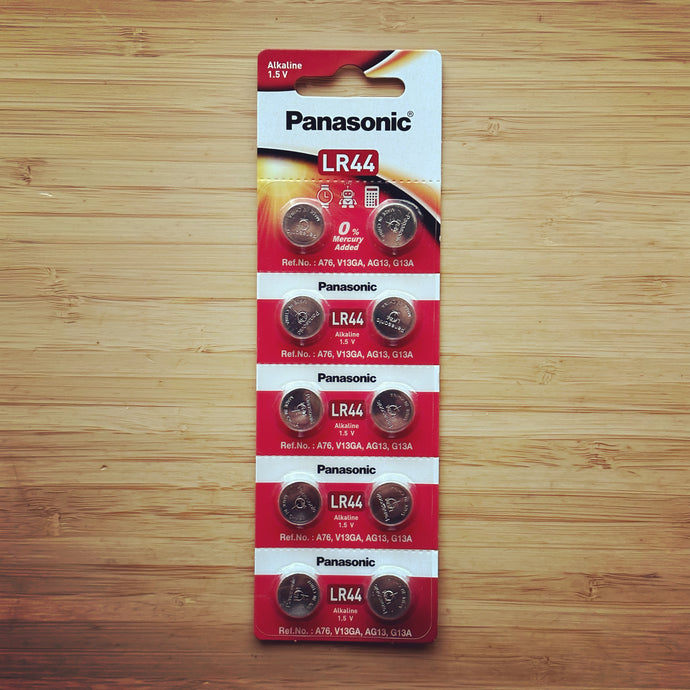 Alkaline
1.5 V
Panasonic®
LR44
0 %
Mercury
Added
Ref.No. : A76, V13GA, AG13, G13A
Panasonic
LR44
Alkaline
1.5 V
Ref.No. : A76, V13GA, AG13, G13A
Panasonic
LR44
Alkaline
1.5 V
Ref.No. : A76, V13GA, AG13, G13A
Panasonic
LR44
Alkaline
1.5 V
Ref.No. : A76, V13GA, AG13, G13A
Panasonic
LR44
Alkaline
1.5 V
Ref.No. : A76, V13GA, AG13, G13A